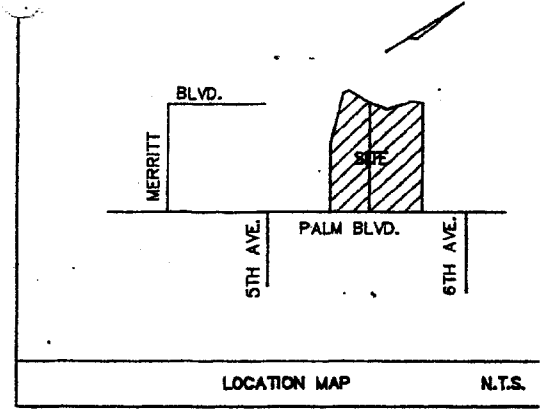 BLVD.
MERRITT
SITE
PALM BLVD.
5TH AVE.
6TH AVE.
LOCATION MAP
N.T.S.